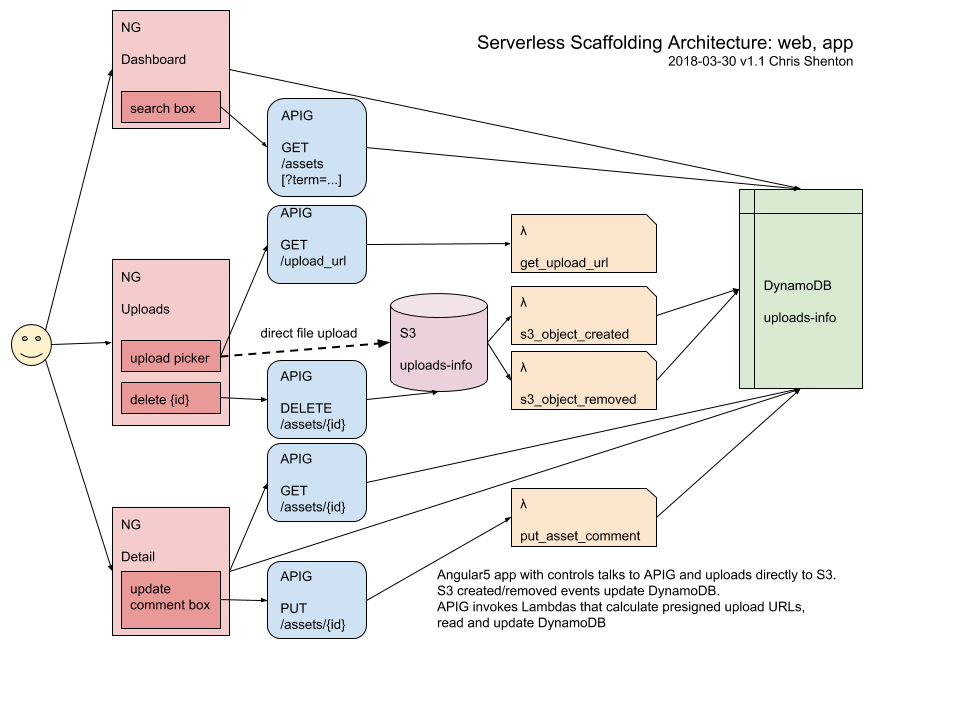 Serverless Scaffolding Architecture: web, app
2018-03-30 v1.1 Chris Shenton
NG
Dashboard
search box
APIG
GET
/assets
[?term=...]
APIG
GET
/upload_url
λ
get_upload_url
NG
Uploads
upload picker
delete {id}
direct file upload
S3
uploads-info
λ
s3_object_created
λ
s3_object_removed
DynamoDB
uploads-info
APIG
DELETE
/assets/{id}
APIG
GET
/assets/{id}
NG
Detail
update
comment box
APIG
PUT
/assets/{id}
λ
put_asset_comment
Angular5 app with controls talks to APIG and uploads directly to S3.
S3 created/removed events update DynamoDB.
APIG invokes Lambdas that calculate presigned upload URLs,
read and update DynamoDB